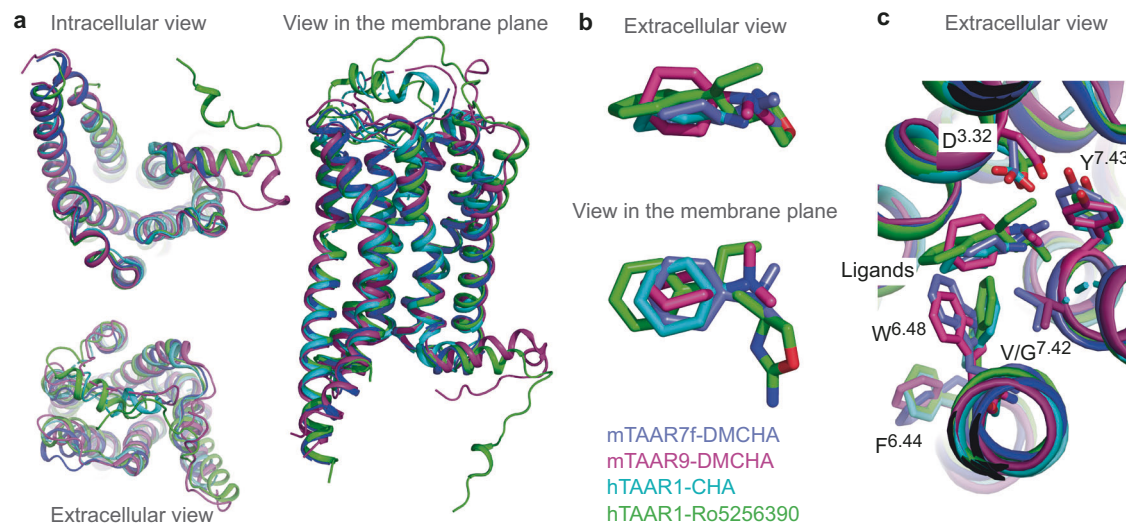 a
Intracellular view
View in the membrane plane
Extracellular view
b
Extracellular view
View in the membrane plane
mTAAR7f-DMCHA
mTAAR9-DMCHA
hTAAR1-CHA
hTAAR1-Ro5256390
c
Extracellular view
D3.32
Y7.43
Ligands
W6.48
V/G7.42
F6.44